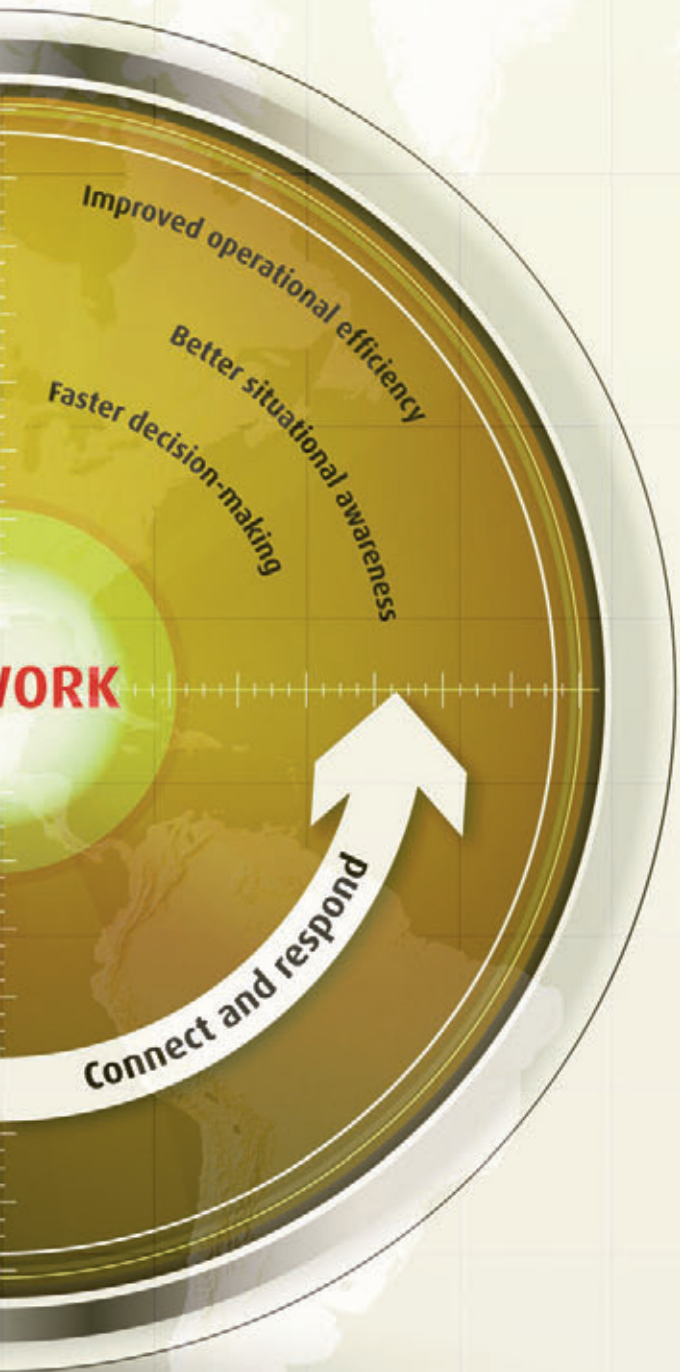 Improved operational efficiency
Better situational awareness
Faster decision-making
WORK
Connect and respond